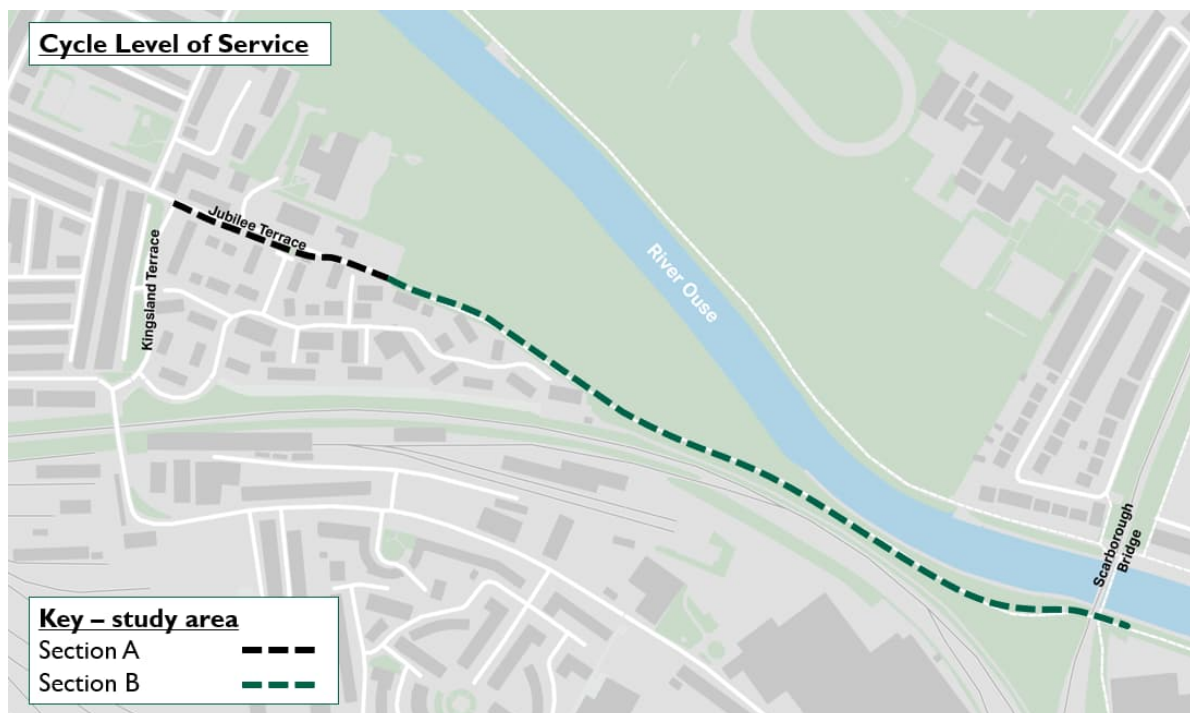 Cycle Level of Service
Jubilee Terrace
Kingsland Terrace
River Ouse
Scarborough
Bridge
Key – study area
Section A
Section B